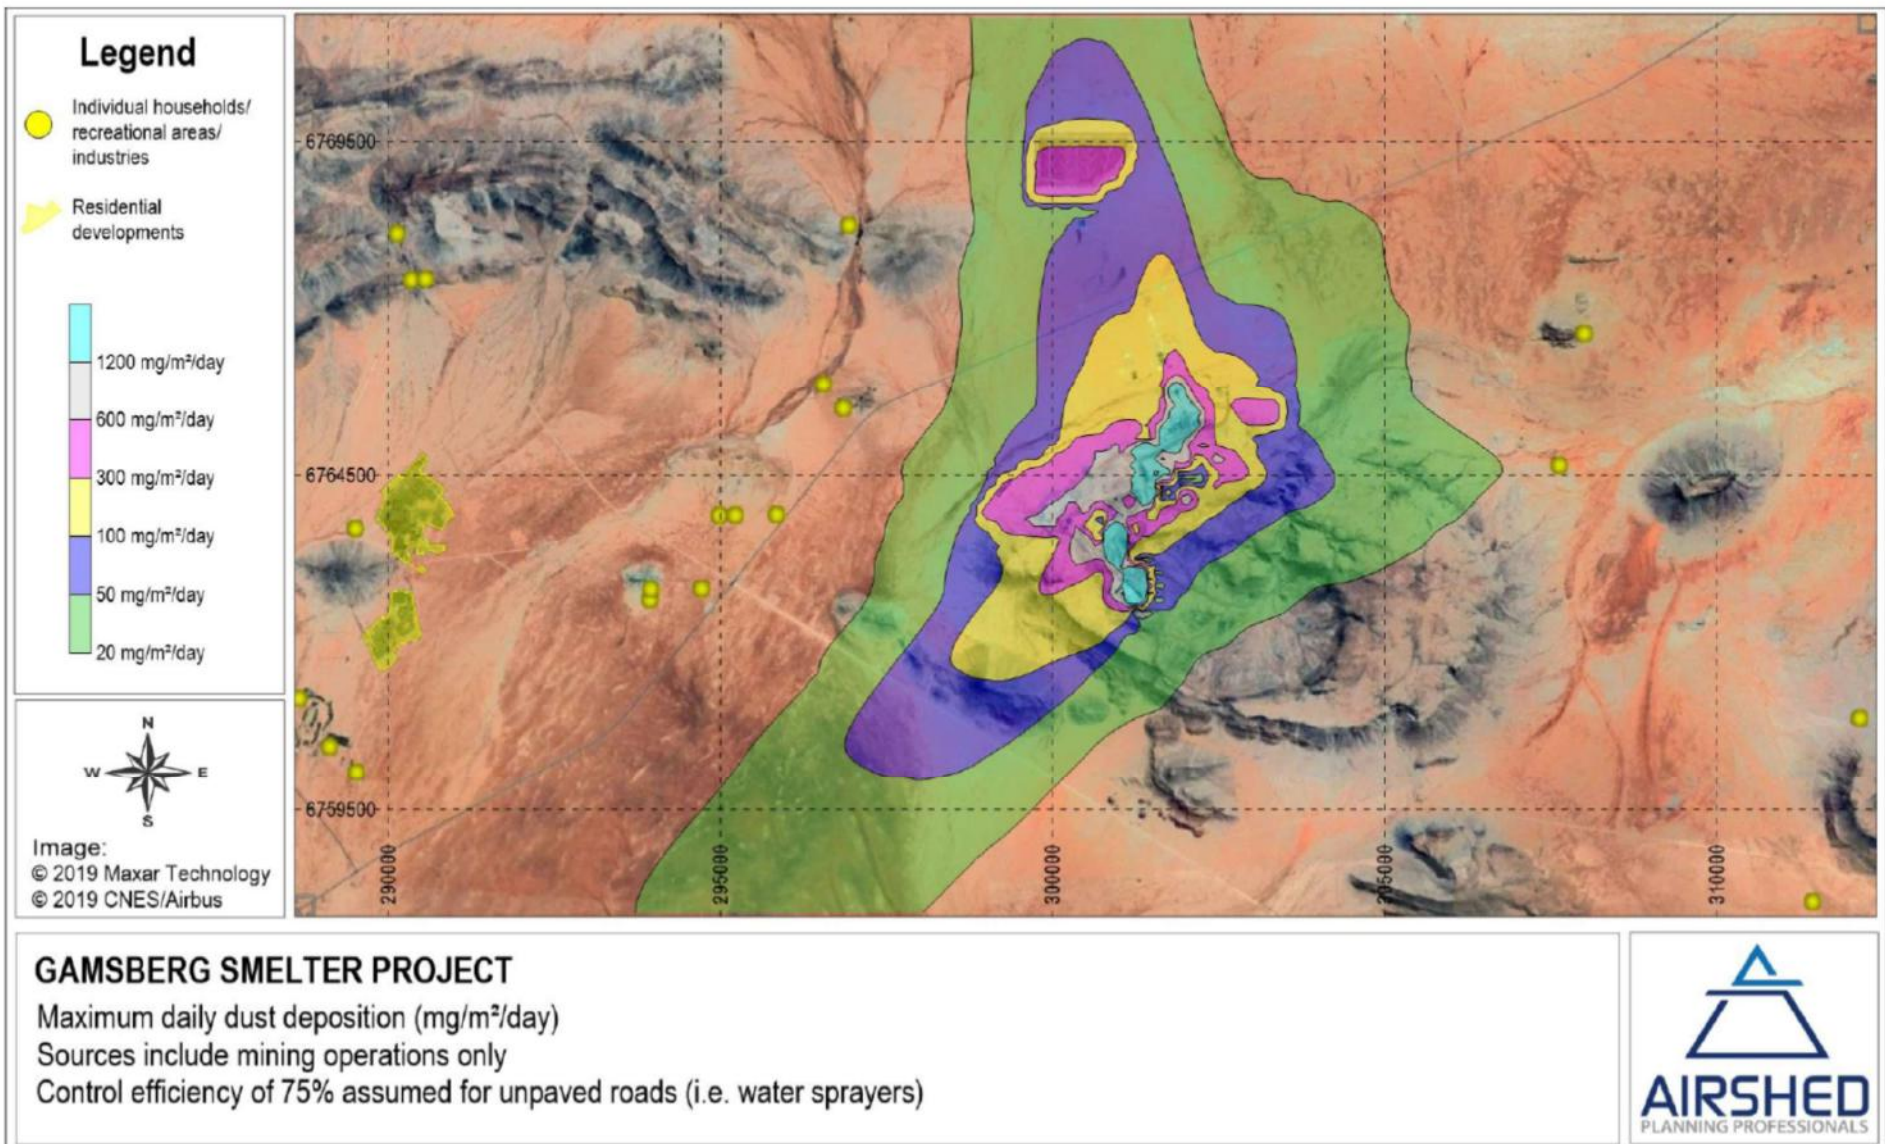 Legend
Individual households/
recreational areas/
industries
Residential
developments
1200 mg/m²/day
600 mg/m²/day
300 mg/m²/day
100 mg/m²/day
50 mg/m²/day
20 mg/m²/day
N
W E
S
Image:
© 2019 Maxar Technology
© 2019 CNES/Airbus
6769500
6764500
6759500
290000
295000
300000
305000
310000
GAMSBERG SMELTER PROJECT
Maximum daily dust deposition (mg/m²/day)
Sources include mining operations only
Control efficiency of 75% assumed for unpaved roads (i.e. water sprayers)
AIRSHED
PLANNING PROFESSIONALS